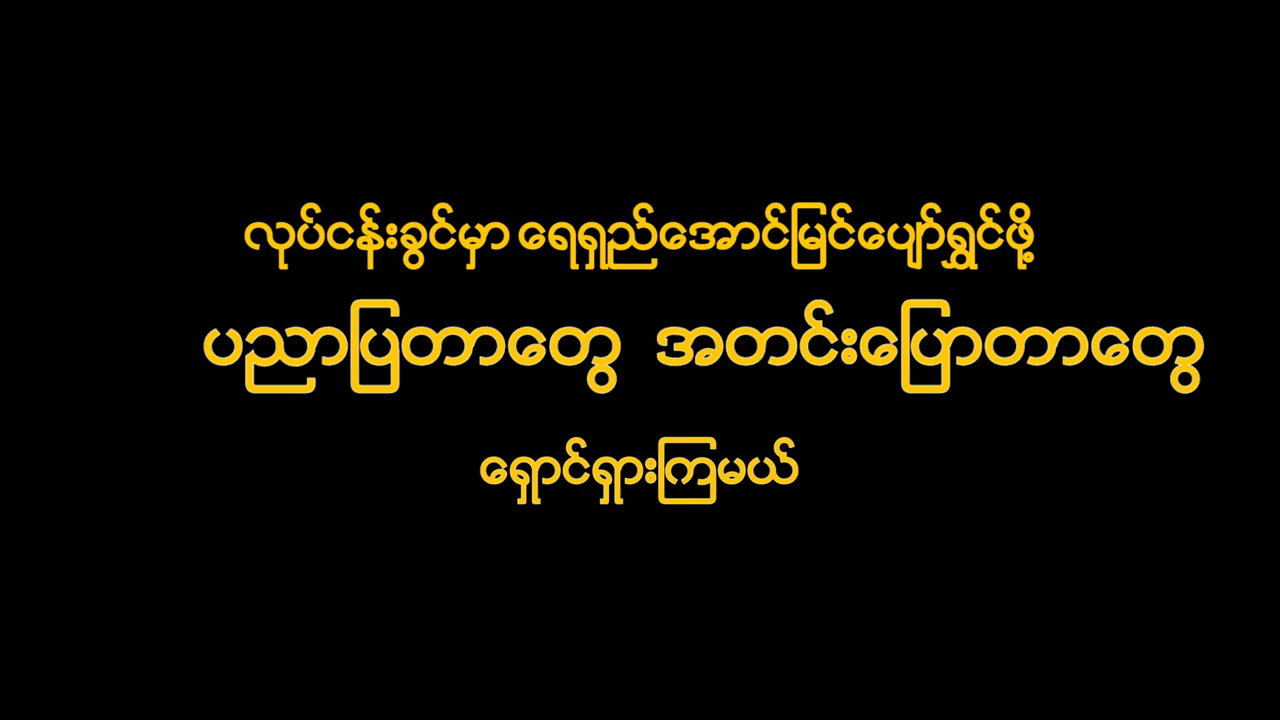 လုပ်ငန်းခွင်မှာ ရေရှည်အောင်မြင်ပျော်ရွှင်ဖို့
ပညာပြတာတွေ အတင်းပြောတာတွေ
ရှောင်ရှားကြမယ်